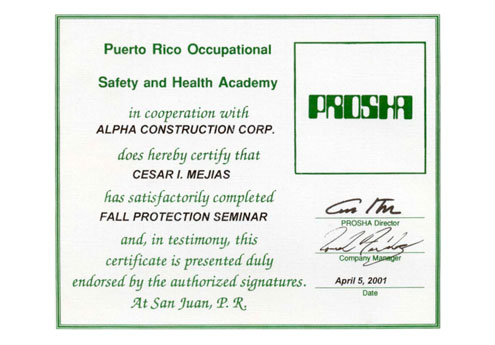 Puerto Rico Occupational
Safety and Health Academy
in cooperation with
ALPHA CONSTRUCTION CORP.
does hereby certify that
CESAR I. MEJIAS
has satisfactorily completed
FALL PROTECTION SEMINAR
and, in testimony, this
certificate is presented duly
endorsed by the authorized signatures.
At San Juan, P. R.
PROSHA
PROSHA Director
Company Manager
April 5, 2001
Date